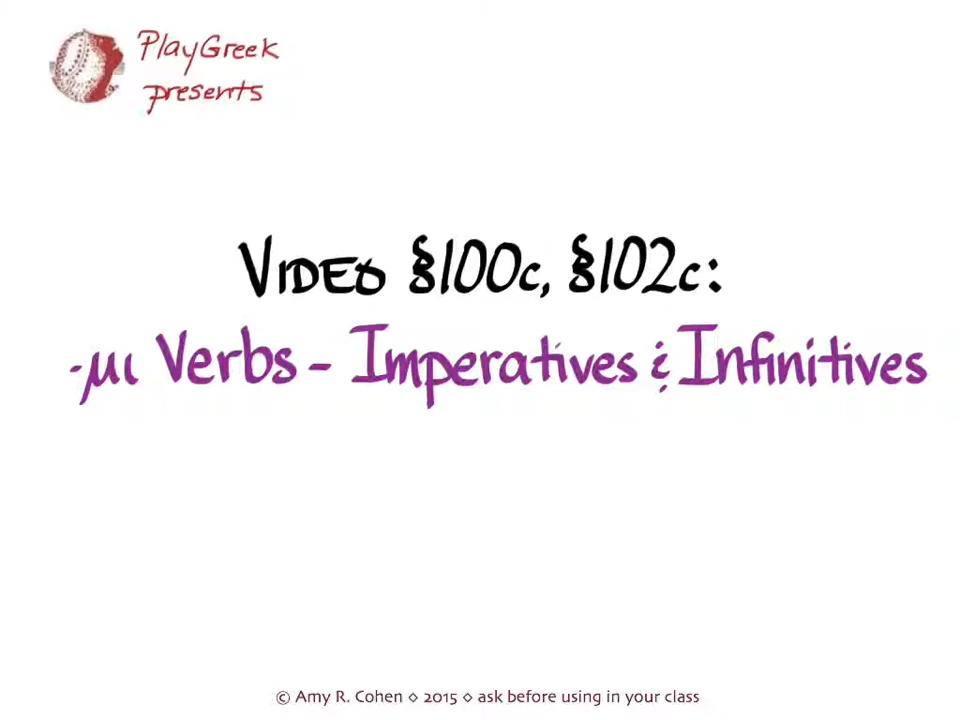 PlayGreek
presents
VIDEO §100c, §102c:
-μι Verbs - Imperatives & Infinitives
© Amy R. Cohen ⋄ 2015 ⋄ ask before using in your class